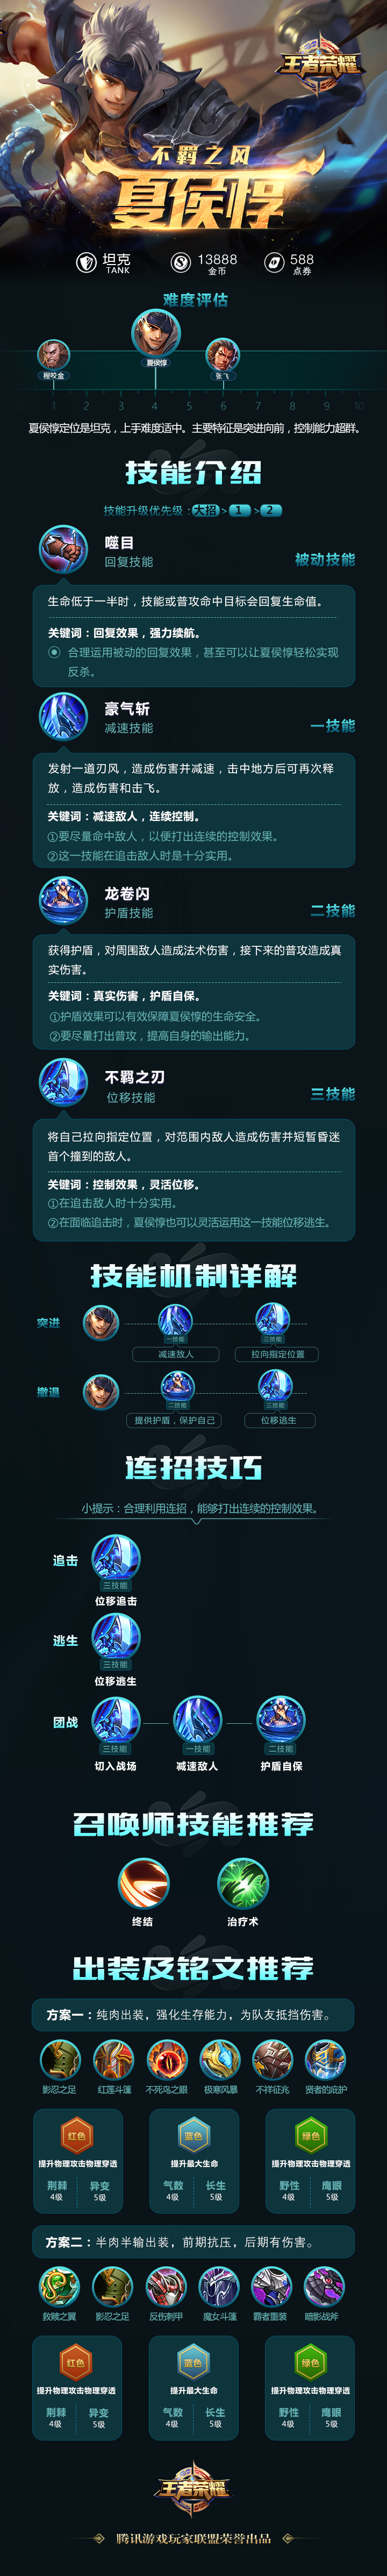 王者荣耀
不羁之风
夏侯惇
坦克
TANK
13888
金币
588
点券
难度评估
程咬金
夏侯惇
张飞
1 2 3 4 5 6 7 8 9 10
夏侯惇定位是坦克，上手难度适中。主要特征是突进向前，控制能力超群。
技能介绍
技能升级优先级：大招 > 1 > 2
噬目
回复技能
被动技能
生命低于一半时，技能或普攻命中目标会回复生命值。
关键词：回复效果，强力续航。
合理运用被动的回复效果，甚至可以让夏侯惇轻松实现
反杀。
豪气斩
减速技能
一技能
发射一道刃风，造成伤害并减速，击中地方后可再次释
放，造成伤害和击飞。
关键词：减速敌人，连续控制。
①要尽量命中敌人，以便打出连续的控制效果。
②这一技能在追击敌人时是十分实用。
龙卷闪
护盾技能
二技能
获得护盾，对周围敌人造成法术伤害，接下来的普攻造成真
实伤害。
关键词：真实伤害，护盾自保。
①护盾效果可以有效保障夏侯惇的生命安全。
②要尽量打出普攻，提高自身的输出能力。
不羁之刃
位移技能
三技能
将自己拉向指定位置，对范围内敌人造成伤害并短暂昏迷
首个撞到的敌人。
关键词：控制效果，灵活位移。
①在追击敌人时十分实用。
②在面临追击时，夏侯惇也可以灵活运用这一技能位移逃生。
技能机制详解
突进
一技能
三技能
减速敌人
拉向指定位置
撤退
二技能
三技能
提供护盾，保护自己
位移逃生
连招技巧
小提示：合理利用连招，能够打出连续的控制效果。
追击
三技能
位移追击
逃生
三技能
位移逃生
团战
三技能
一技能
二技能
切入战场
减速敌人
护盾自保
召唤师技能推荐
终结
治疗术
出装及铭文推荐
方案一：纯肉出装，强化生存能力，为队友抵挡伤害。
影忍之足 红莲斗篷 不死鸟之眼 极寒风暴 不祥征兆 贤者的庇护
红色 蓝色 绿色
提升物理攻击物理穿透 提升最大生命 提升物理攻击物理穿透
荆棘 异变 气数 长生 野性 鹰眼
4级 5级 4级 5级 4级 5级
方案二：半肉半输出，前期抗压，后期有伤害。
救赎之翼 影忍之足 反伤刺甲 魔女斗篷 霸者重装 暗影战斧
红色 蓝色 绿色
提升物理攻击物理穿透 提升最大生命 提升物理攻击物理穿透
荆棘 异变 气数 长生 野性 鹰眼
4级 5级 4级 5级 4级 5级
王者荣耀
腾讯游戏玩家联盟荣誉出品